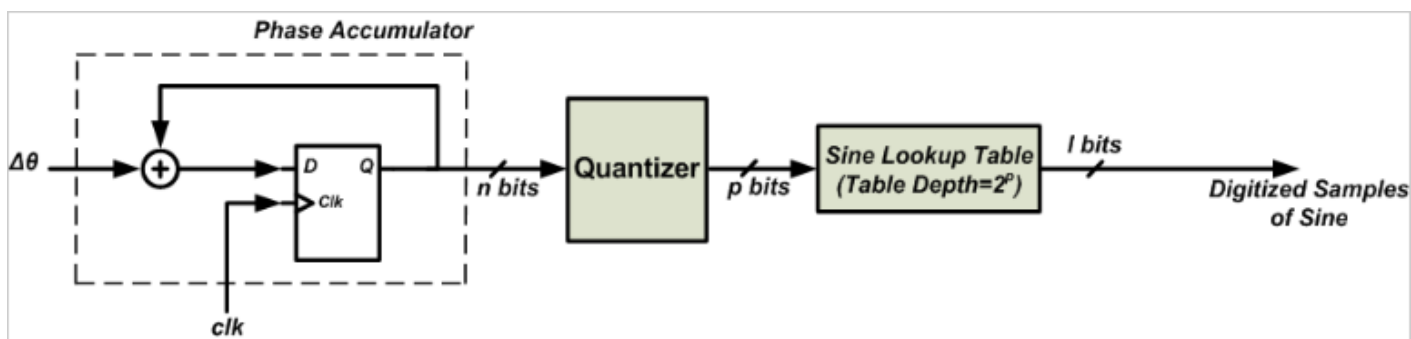 Phase Accumulator
Δθ
+
D
Q
Clk
clk
n bits
Quantizer
p bits
Sine Lookup Table
(Table Depth=2ᵖ)
l bits
Digitized Samples
of Sine